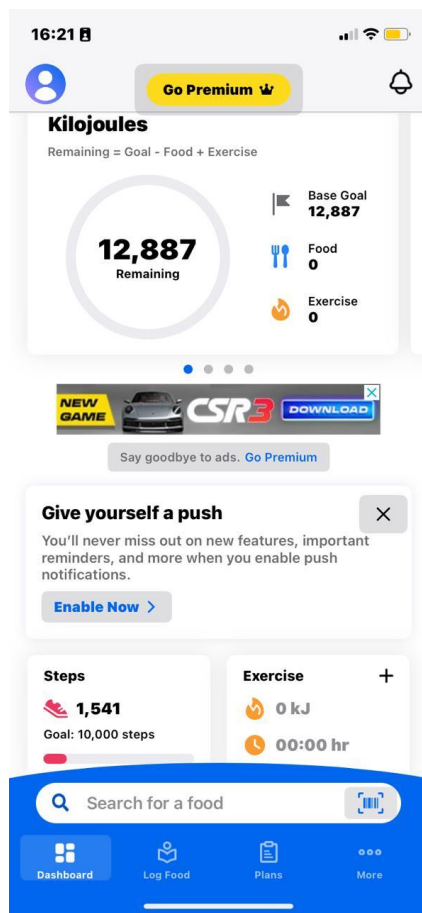 16:21
Go Premium
Kilojoules
Remaining = Goal - Food + Exercise
12,887
Remaining
Base Goal
12,887
Food
0
Exercise
0
NEW
GAME
CSR3
DOWNLOAD
Say goodbye to ads. Go Premium
Give yourself a push
You'll never miss out on new features, important
reminders, and more when you enable push
notifications.
Enable Now >
Steps
1,541
Goal: 10,000 steps
Exercise
0 kJ
00:00 hr
Search for a food
Dashboard
Log Food
Plans
More